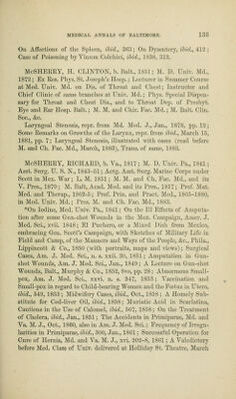 MEDICAL ANNALS OF BALTIMORE. 133
On Affections of the Spleen, ibid., 263; On Dysentery, ibid., 412;
Case of Poisoning by Vinum Colchici, ibid., 1838, 313.
McSHERRY, H. CLINTON, b. Balt., 1851; M. D. Univ. Md.,
1872; Ex Res. Phys. St. Joseph's Hosp.; Lecturer in Summer Course
at Med. Univ. Md. on Dis. of Throat and Chest; Instructor and
Chief Clinic of same branches at Univ. Md.; Phys. Special Dispen-
sary for Throat and Chest Dis., and to Throat Dep. of Presbyt.
Eye and Ear Hosp. Balt.; M. M. and Chir. Fac. Md.; M. Balt. Clin.
Soc., &c.
Laryngeal Stenosis, repr. from Md. Med. J., Jan., 1879, pp. 12;
Some Remarks on Growths of the Larynx, repr. from ibid., March 15,
1881, pp. 7; Laryngeal Stenosis, illustrated with cases (read before
M. and Ch. Fac. Md., March, 1883), Trans. of same, 1883.
McSHERRY, RICHARD, b. Va., 1817; M. D. Univ. Pa., 1841;
Asst. Surg. U. S. N., 1843-51; Actg. Asst. Surg. Marine Corps under
Scott in Mex. War; L. M. 1851; M. M. and Ch. Fac. Md., and its
V. Pres., 1870; M. Balt. Acad. Med. and its Pres., 1877; Prof. Mat.
Med. and Therap., 1862-5; Prof. Prin. and Pract. Med., 1865-1890,
in Med. Univ. Md.; Pres. M. and Ch. Fac. Md., 1883.
"On Iodine, Med. Univ. Pa., 1841; On the Ill Effects of Amputa-
tion after some Gun-shot Wounds in the Mex. Campaign, Amer. J.
Med. Sci., xvii, 1848; El Puchero, or a Mixed Dish from Mexico,
embracing Gen. Scott's Campaign, with Sketches of Military Life in
Field and Camp, of the Manners and Ways of the People, &c., Phila.,
Lippincott & Co., 1850 (with portraits, maps and views); Surgical
Cases, Am. J. Med. Sci., n. s. xxii. 30, 1851; Amputation in Gun-
shot Wounds, Am. J. Med. Sci., Jan., 1849; A Lecture on Gun-shot
Wounds, Balt., Murphy & Co., 1852, 8vo, pp. 28; Abnormous Small-
pox, Am. J. Med. Sci., n. s. 347, 1853; Vaccination and
Small-pox in regard to Child-bearing Women and the Fœtus in Utero,
ibid., 349, 1853; Midwifery Cases, ibid., Oct., 1858; A Homely Sub-
stitute for Cod-liver Oil, ibid., 1858; Muriatic Acid in Scarlatina,
Cautions in the Use of Calomel, ibid., 567, 1858; On the Treatment
of Cholera, ibid., Jan., 1851; The Accidents in Primiparæ, Md. and
Va. M. J., Oct., 1860, also in Am. J. Med. Sci.; Frequency of Irregu-
larities in Primiparæ, ibid., 300, Jan., 1861; Successful Operation for
Cure of Hernia, Md. and Va. M. J., xvi. 202-8, 1861; A Valedictory
before Med. Class of Univ. delivered at Holliday St. Theatre, March